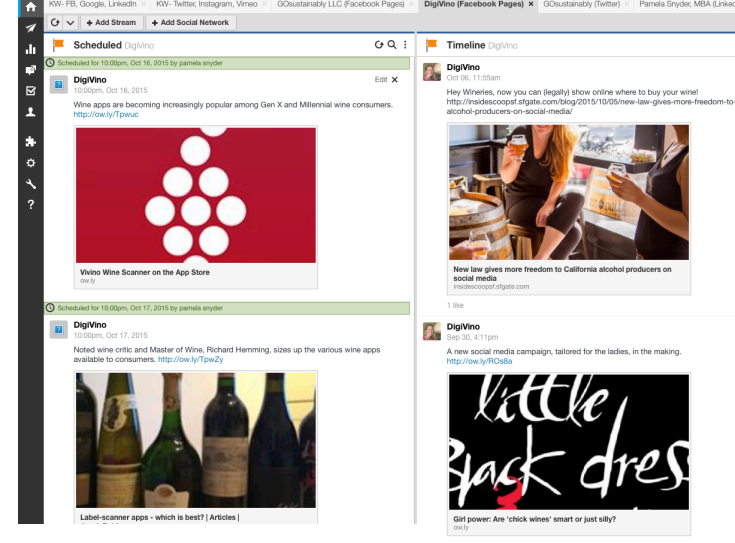 KW- FB, Google, LinkedIn × KW- Twitter, Instagram, Vimeo × GOsustainably LLC (Facebook Pages) × DigiVino (Facebook Pages) × GOsustainably (Twitter) × Pamela Snyder, MBA (Linked
+ Add Stream + Add Social Network
Scheduled DigiVino
Scheduled for 10:00pm, Oct 16, 2015 by pamela snyder
DigiVino Edit ×
10:00pm, Oct 16, 2015
Wine apps are becoming increasingly popular among Gen X and Millennial wine consumers.
http://ow.ly/Tpwuc
Vivino Wine Scanner on the App Store
ow.ly
Scheduled for 10:00pm, Oct 17, 2015 by pamela snyder
DigiVino
10:00pm, Oct 17, 2015
Noted wine critic and Master of Wine, Richard Hemming, sizes up the various wine apps
available to consumers. http://ow.ly/TpwZy
Label-scanner apps - which is best? | Articles |
Timeline DigiVino
DigiVino
Oct 06, 11:55am
Hey Wineries, now you can (legally) show online where to buy your wine!
http://insidescoopsf.sfgate.com/blog/2015/10/05/new-law-gives-more-freedom-to-
alcohol-producers-on-social-media/
New law gives more freedom to California alcohol producers on
social media
insidescoopsf.sfgate.com
1 like
DigiVino
Sep 30, 4:11pm
A new social media campaign, tailored for the ladies, in the making.
http://ow.ly/ROs8a
little
black dres
Girl power: Are 'chick wines' smart or just silly?
ow.ly
?